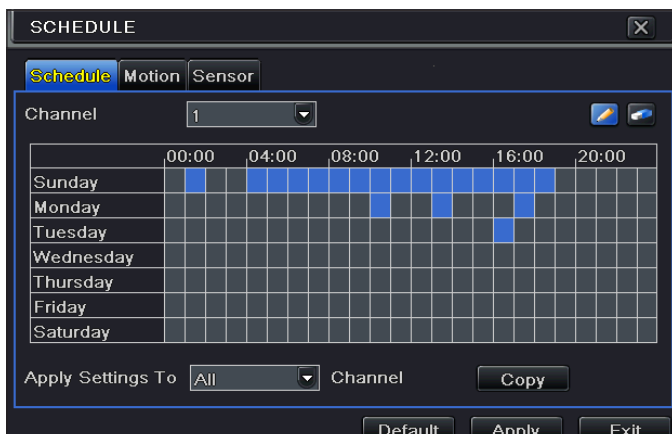 SCHEDULE
Schedule Motion Sensor
Channel 1
00:00 04:00 08:00 12:00 16:00 20:00
Sunday
Monday
Tuesday
Wednesday
Thursday
Friday
Saturday
Apply Settings To All Channel Copy
Default Apply Exit